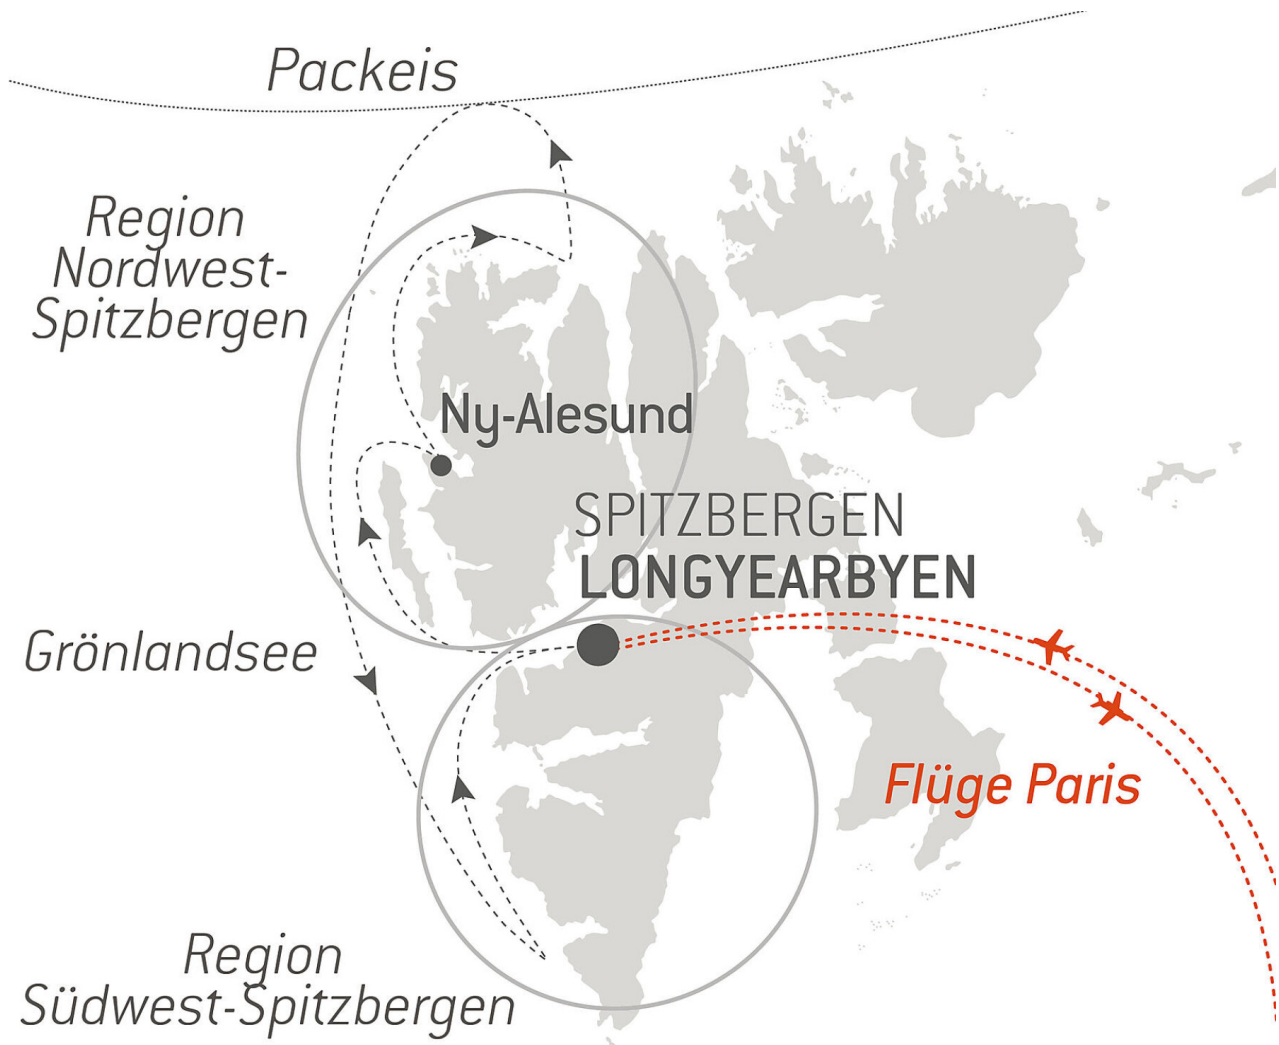 Packeis
Region
Nordwest-
Spitzbergen
Ny-Alesund
SPITZBERGEN
LONGYEARBYEN
Grönlandsee
Flüge Paris
Region
Südwest-Spitzbergen